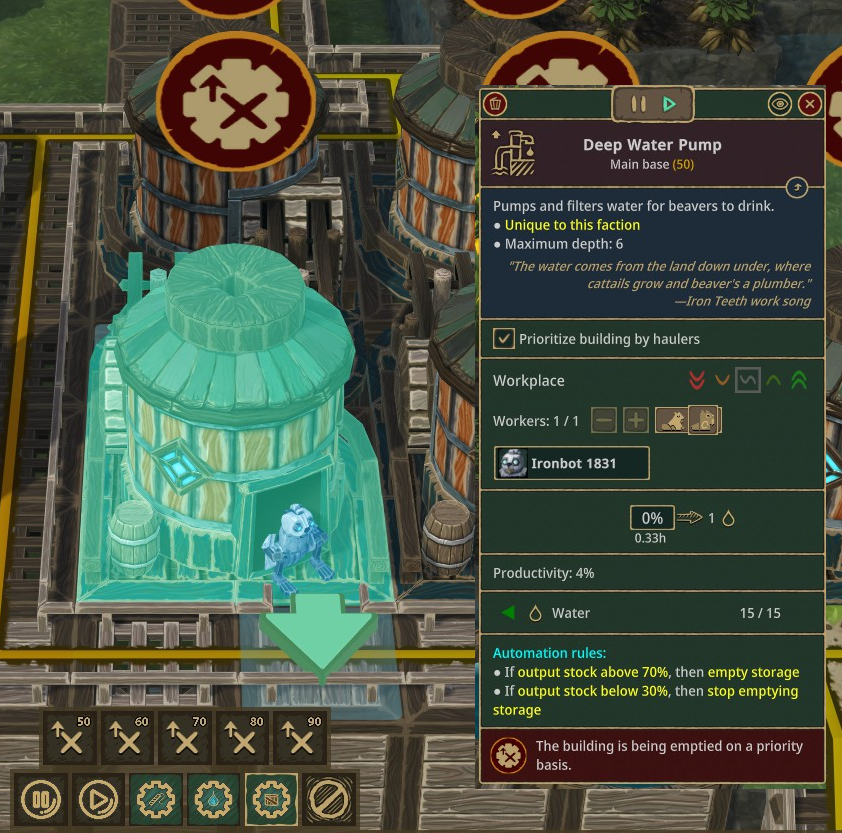 Deep Water Pump
Main base (50)
Pumps and filters water for beavers to drink.
● Unique to this faction
● Maximum depth: 6
"The water comes from the land down under, where
cattails grow and beaver's a plumber."
—Iron Teeth work song
Prioritize building by haulers
Workplace
Workers: 1 / 1
Ironbot 1831
0%
1
0.33h
Productivity: 4%
Water
15 / 15
Automation rules:
● If output stock above 70%, then empty storage
● If output stock below 30%, then stop emptying
storage
The building is being emptied on a priority
basis.
50
60
70
80
90